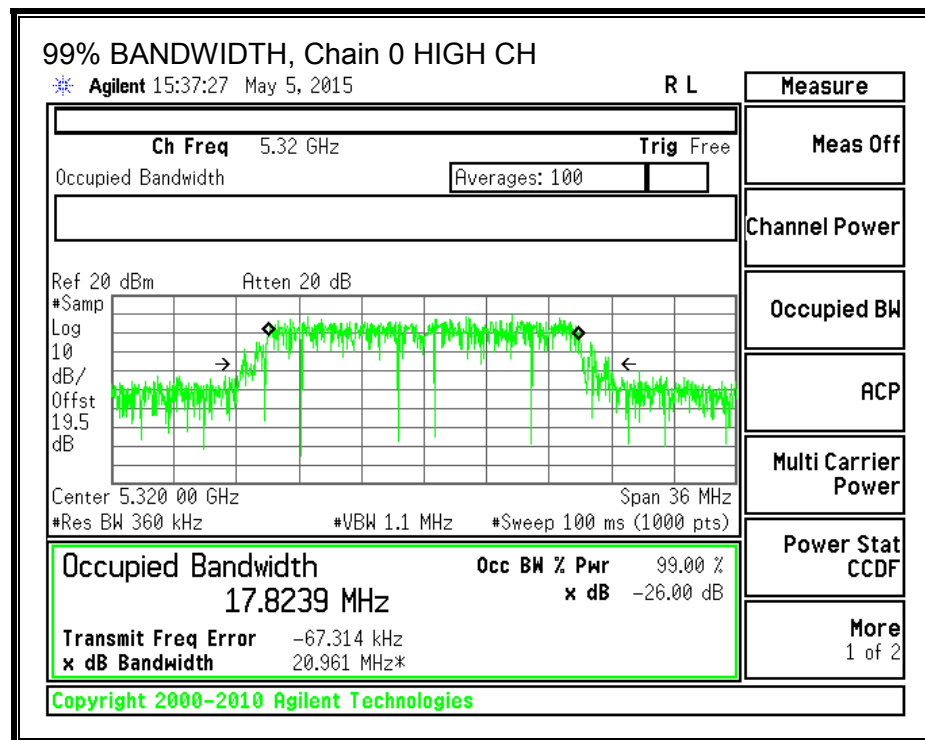 99% BANDWIDTH, Chain 0 HIGH CH
Agilent 15:37:27 May 5, 2015 R L
Ch Freq 5.32 GHz Trig Free
Occupied Bandwidth Averages: 100
Ref 20 dBm Atten 20 dB
#Samp
Log
10
dB/
Offst
19.5
dB
Center 5.320 00 GHz Span 36 MHz
#Res BW 360 kHz #VBW 1.1 MHz #Sweep 100 ms (1000 pts)
Occupied Bandwidth Occ BW % Pwr 99.00 %
17.8239 MHz x dB -26.00 dB
Transmit Freq Error -67.314 kHz
x dB Bandwidth 20.961 MHz*
Copyright 2000-2010 Agilent Technologies
Measure
Meas Off
Channel Power
Occupied BW
ACP
Multi Carrier
Power
Power Stat
CCDF
More
1 of 2